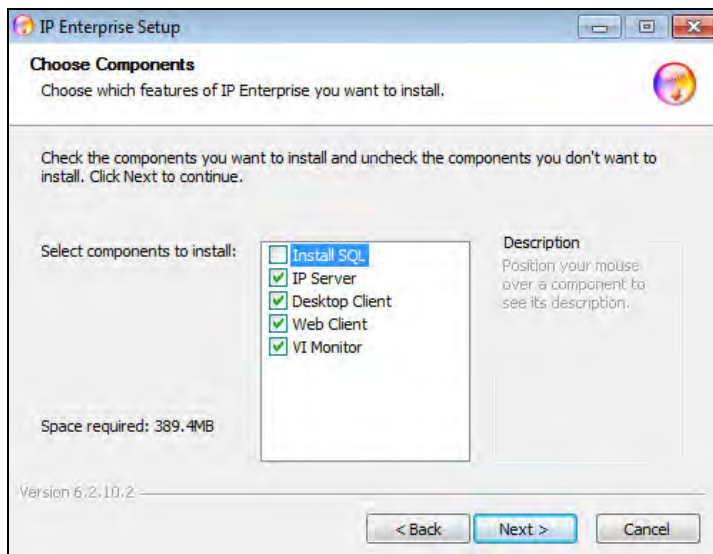 IP Enterprise Setup
Choose Components
Choose which features of IP Enterprise you want to install.
Check the components you want to install and uncheck the components you don't want to
install. Click Next to continue.
Select components to install:
Install SQL
IP Server
Desktop Client
Web Client
VI Monitor
Description
Position your mouse
over a component to
see its description.
Space required: 389.4MB
Version 6.2.10.2
< Back
Next >
Cancel